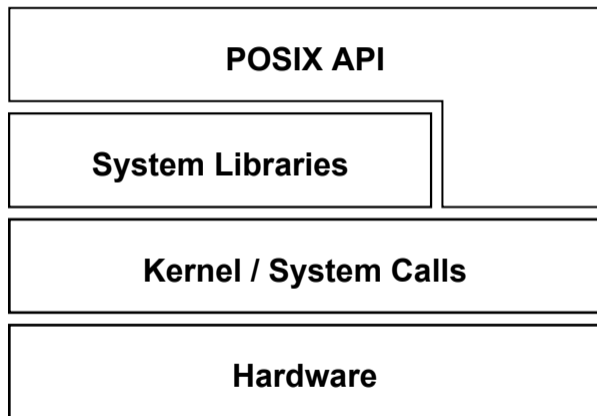 POSIX API
System Libraries
Kernel / System Calls
Hardware